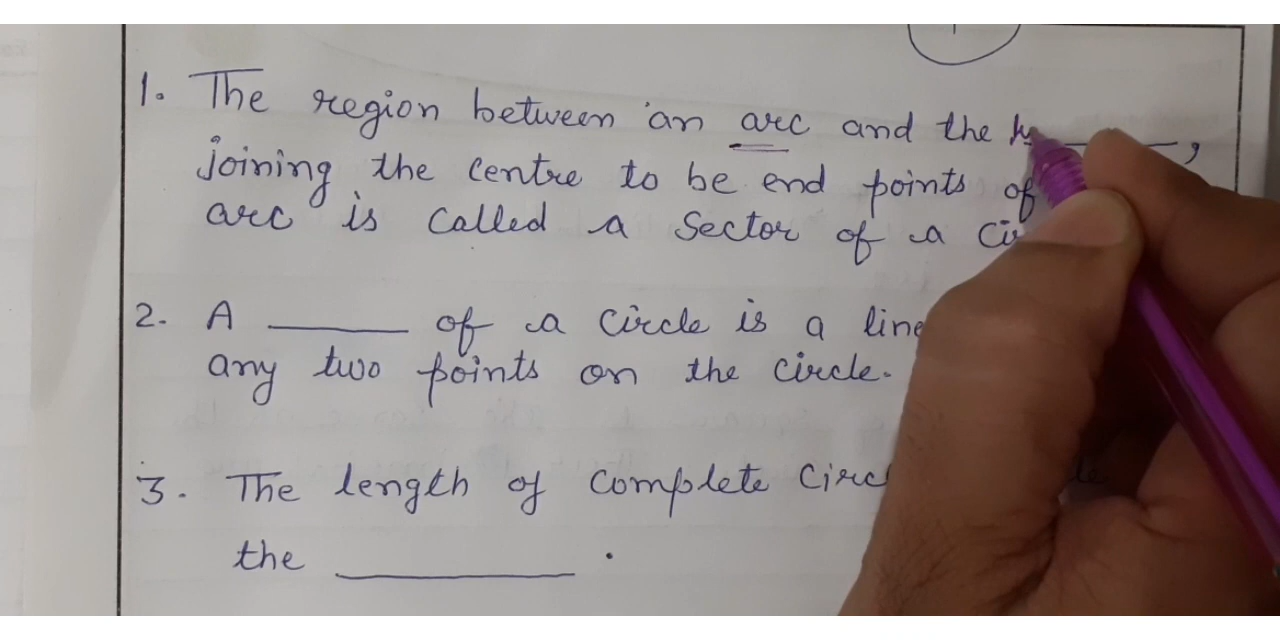 1. The region between an arc and the ______,
joining the centre to be end points of
arc is called a Sector of a
2. A ______ of a circle is a line
any two points on the circle.
3. The length of complete
the ______ .